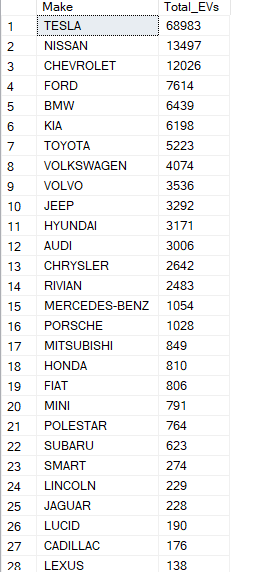 Make Total_EVs
1 TESLA 68983
2 NISSAN 13497
3 CHEVROLET 12026
4 FORD 7614
5 BMW 6439
6 KIA 6198
7 TOYOTA 5223
8 VOLKSWAGEN 4074
9 VOLVO 3536
10 JEEP 3292
11 HYUNDAI 3171
12 AUDI 3006
13 CHRYSLER 2642
14 RIVIAN 2483
15 MERCEDES-BENZ 1054
16 PORSCHE 1028
17 MITSUBISHI 849
18 HONDA 810
19 FIAT 806
20 MINI 791
21 POLESTAR 764
22 SUBARU 623
23 SMART 274
24 LINCOLN 229
25 JAGUAR 228
26 LUCID 190
27 CADILLAC 176
28 LEXUS 138